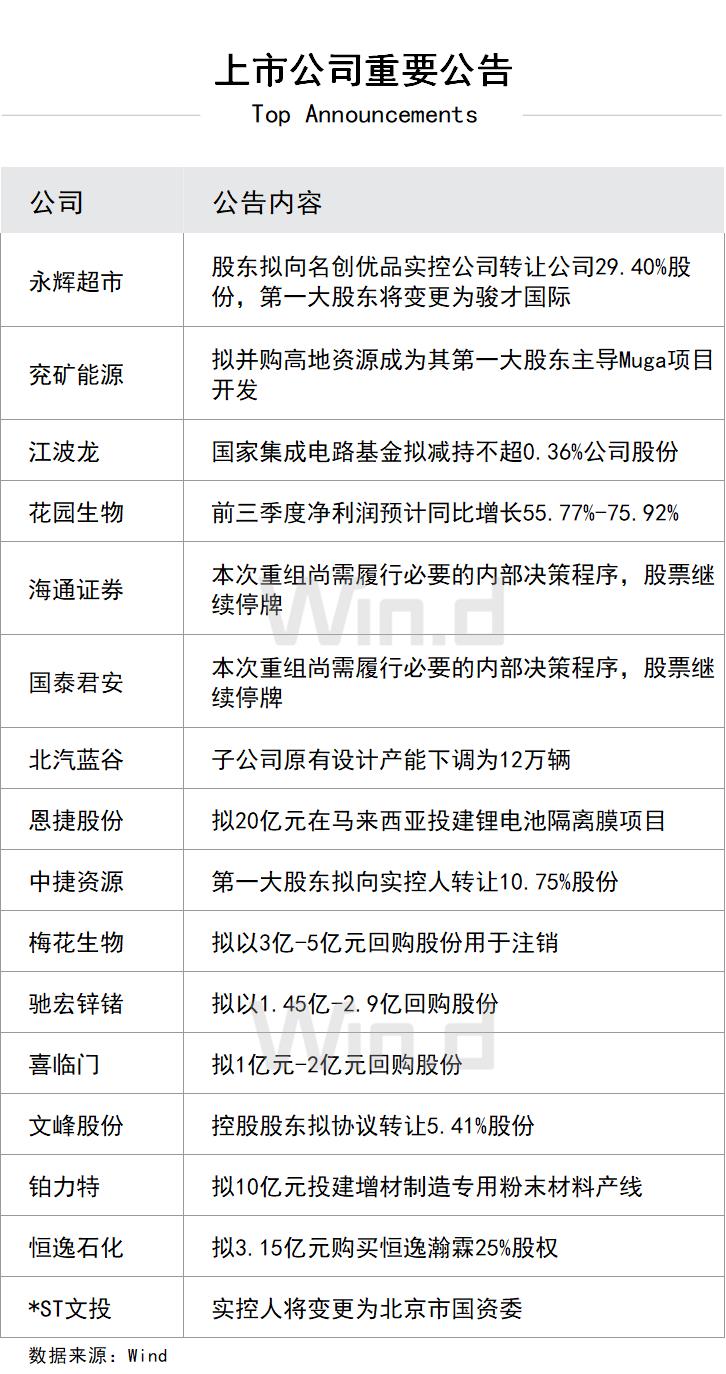 上市公司重要公告
Top Announcements
公司 公告内容
永辉超市 股东拟向名创优品实控公司转让公司29.40%股
份，第一大股东将变更为骏才国际
兖矿能源 拟并购高地资源成为其第一大股东主导Muga项目
开发
江波龙 国家集成电路基金拟减持不超0.36%公司股份
花园生物 前三季度净利润预计同比增长55.77%-75.92%
海通证券 本次重组尚需履行必要的内部决策程序，股票继
续停牌
国泰君安 本次重组尚需履行必要的内部决策程序，股票继
续停牌
北汽蓝谷 子公司原有设计产能下调为12万辆
恩捷股份 拟20亿元在马来西亚投建锂电池隔离膜项目
中捷资源 第一大股东拟向实控人转让10.75%股份
梅花生物 拟以3亿-5亿元回购股份用于注销
驰宏锌锗 拟以1.45亿-2.9亿回购股份
喜临门 拟1亿元-2亿元回购股份
文峰股份 控股股东拟协议转让5.41%股份
铂力特 拟10亿元投建增材制造专用粉末材料产线
恒逸石化 拟3.15亿元购买恒逸瀚霖25%股权
*ST文投 实控人将变更为北京市国资委
数据来源：Wind
Win.d
Win.d